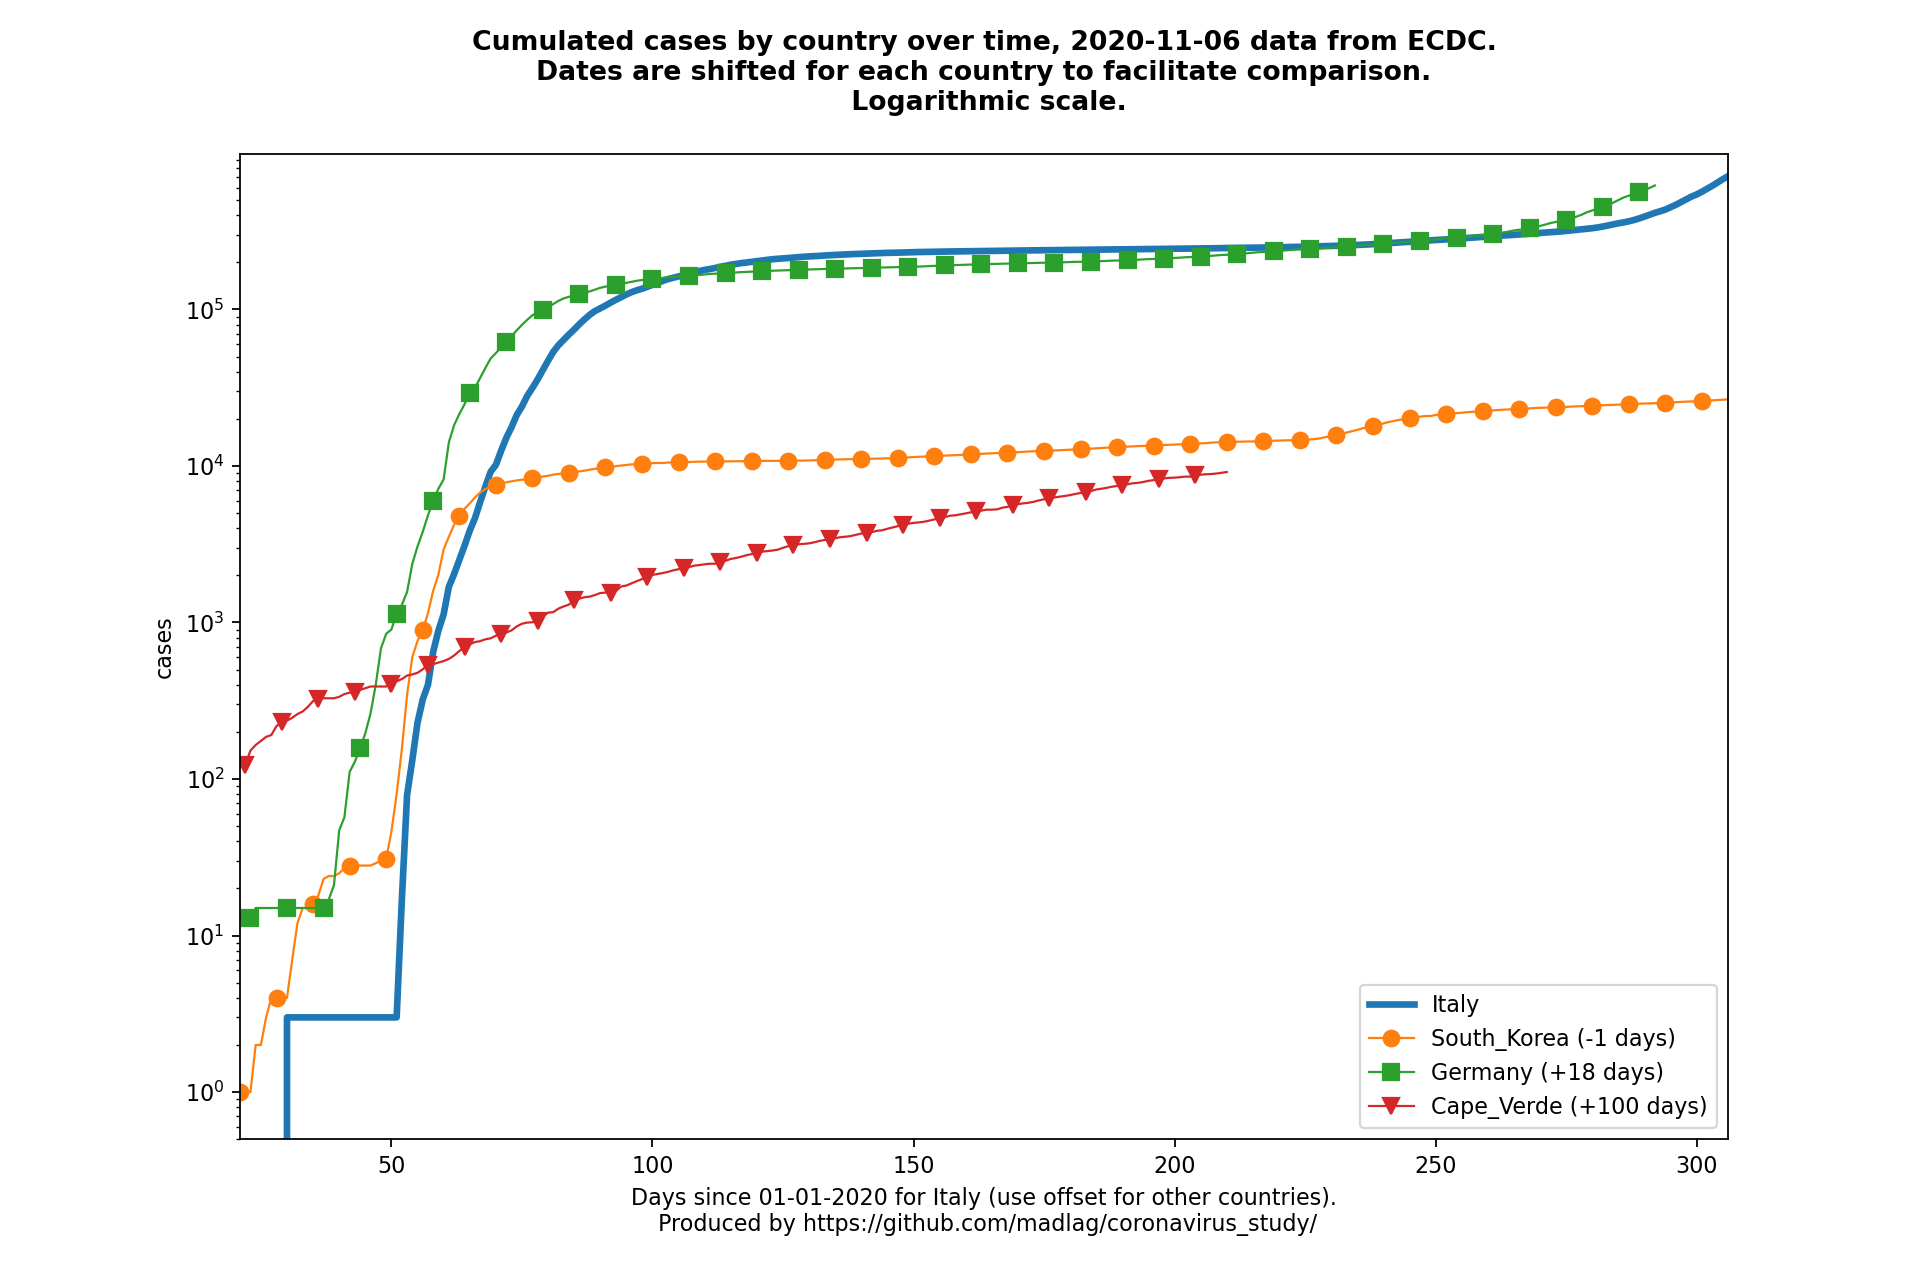 Cumulated cases by country over time, 2020-11-06 data from ECDC.
Dates are shifted for each country to facilitate comparison.
Logarithmic scale.
cases
10^5
10^4
10^3
10^2
10^1
10^0
50 100 150 200 250 300
Italy
South_Korea (-1 days)
Germany (+18 days)
Cape_Verde (+100 days)
Days since 01-01-2020 for Italy (use offset for other countries).
Produced by https://github.com/madlag/coronavirus_study/